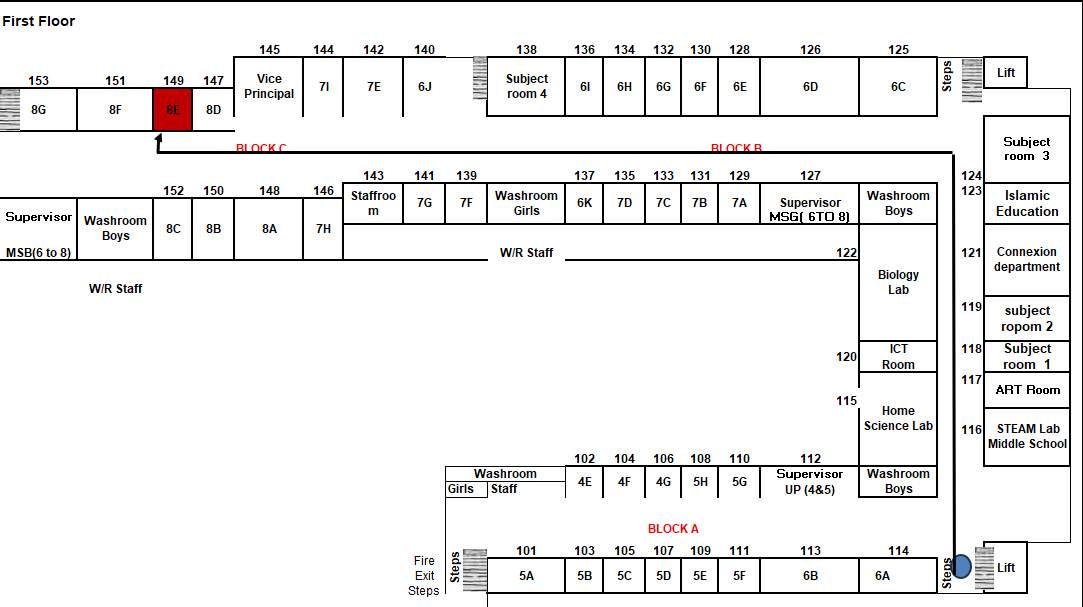 First Floor
145 144 142 140 138 136 134 132 130 128 126 125
153 151 149 147
Vice
Principal
7I 7E 6J
Subject
room 4
6I 6H 6G 6F 6E 6D 6C
Steps
Lift
8G 8F 8E 8D
BLOCK C
BLOCK B
Subject
room 3
124
152 150 148 146 143 141 139 137 135 133 131 129 127 123
Supervisor
MSB(6 to 8)
Washroom
Boys
8C 8B 8A 7H
Staffroo
m
7G 7F
Washroom
Girls
6K 7D 7C 7B 7A
Supervisor
MSG( 6TO 8)
Washroom
Boys
Islamic
Education
W/R Staff
W/R Staff
122
Biology
Lab
121
Connexion
department
119
subject
ropom 2
120
ICT
Room
118
Subject
room 1
117
ART Room
115
Home
Science Lab
116
STEAM Lab
Middle School
102 104 106 108 110 112
Washroom
Girls Staff
4E 4F 4G 5H 5G
Supervisor
UP (4&5)
Washroom
Boys
BLOCK A
Fire
Exit
Steps
Steps
101 103 105 107 109 111 113 114
5A 5B 5C 5D 5E 5F 6B 6A
Steps
Lift